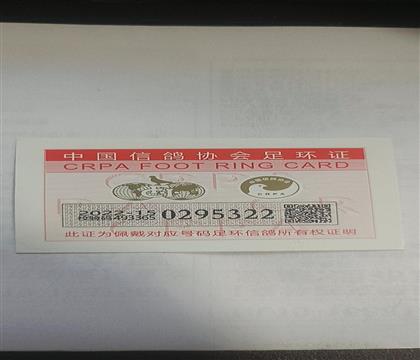 中国信鸽协会足环证
CRPA FOOT RING CARD
CRPA
0295322
此证为佩戴对应号码足环信鸽所有权证明